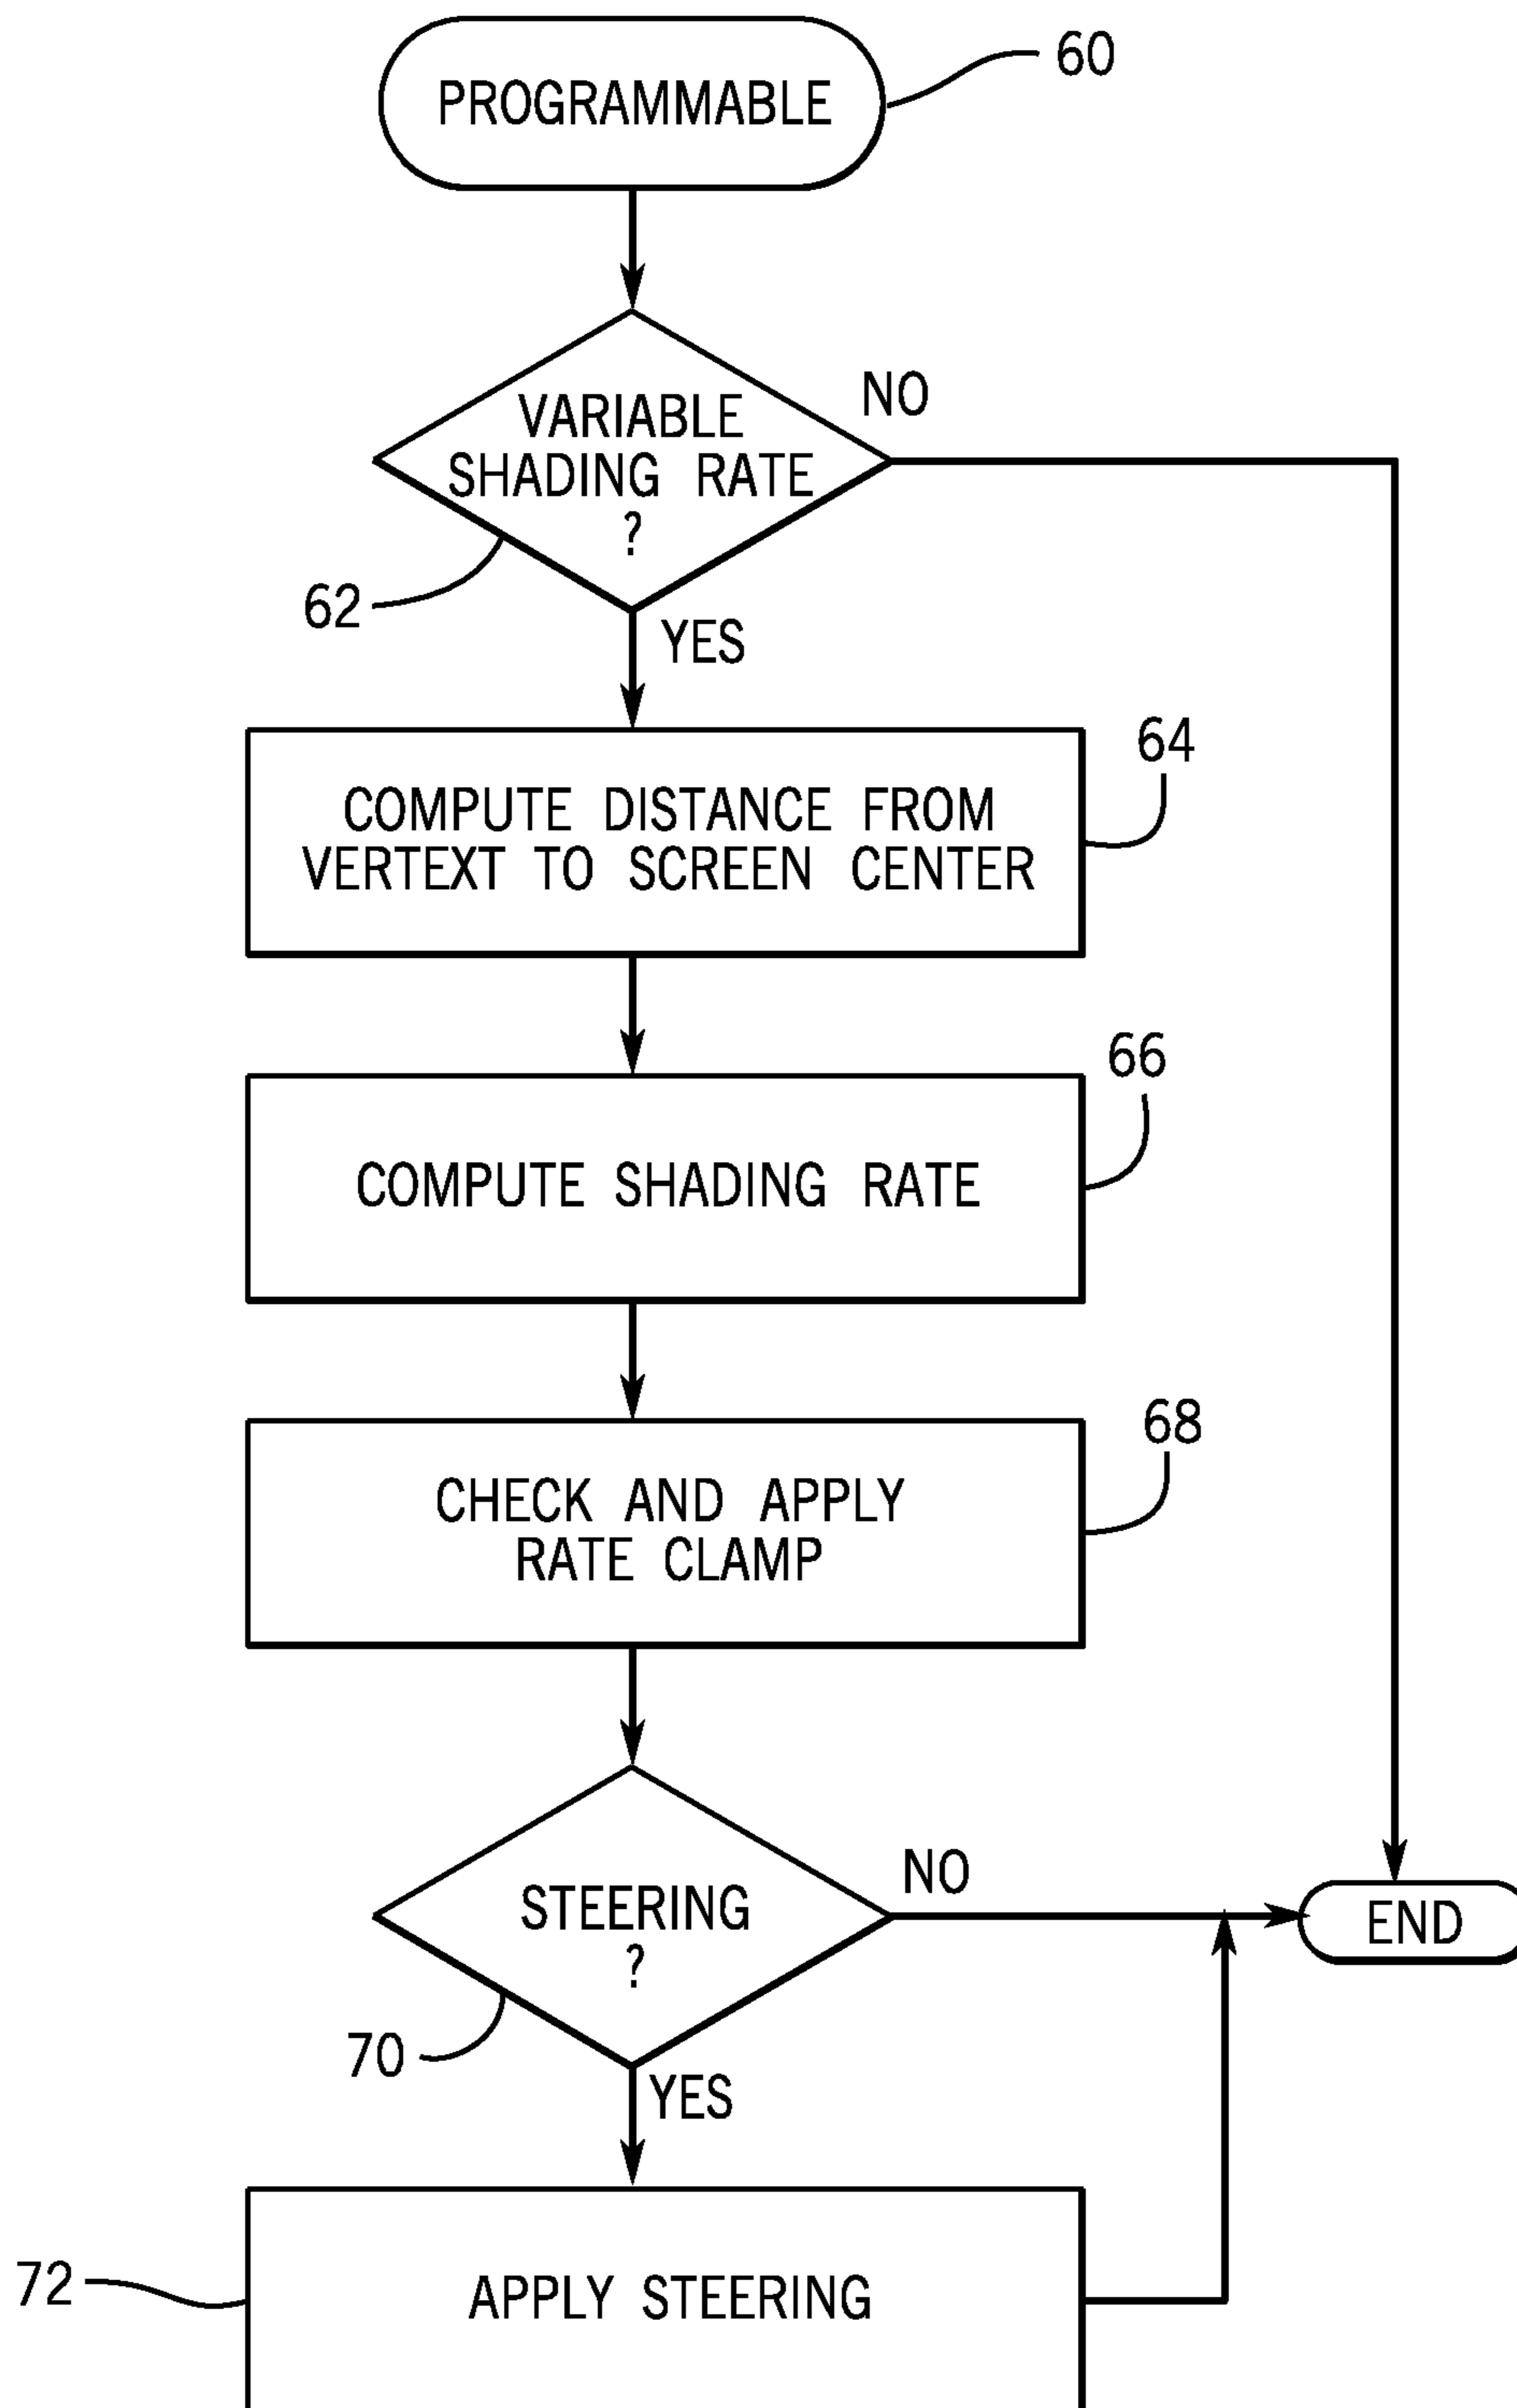 PROGRAMMABLE
60
VARIABLE
SHADING RATE
?
NO
62
YES
COMPUTE DISTANCE FROM
VERTEXT TO SCREEN CENTER
64
COMPUTE SHADING RATE
66
CHECK AND APPLY
RATE CLAMP
68
STEERING
?
NO
END
70
YES
72
APPLY STEERING